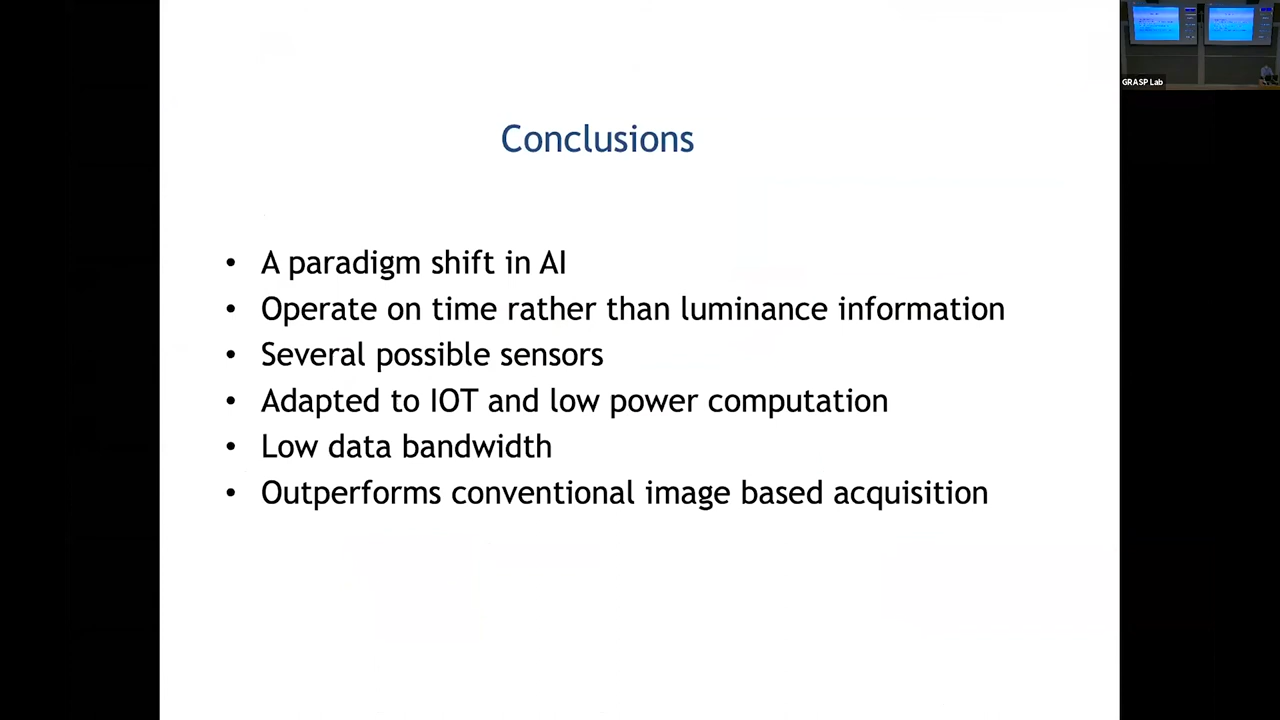 GRASP Lab
Conclusions
• A paradigm shift in AI
• Operate on time rather than luminance information
• Several possible sensors
• Adapted to IOT and low power computation
• Low data bandwidth
• Outperforms conventional image based acquisition